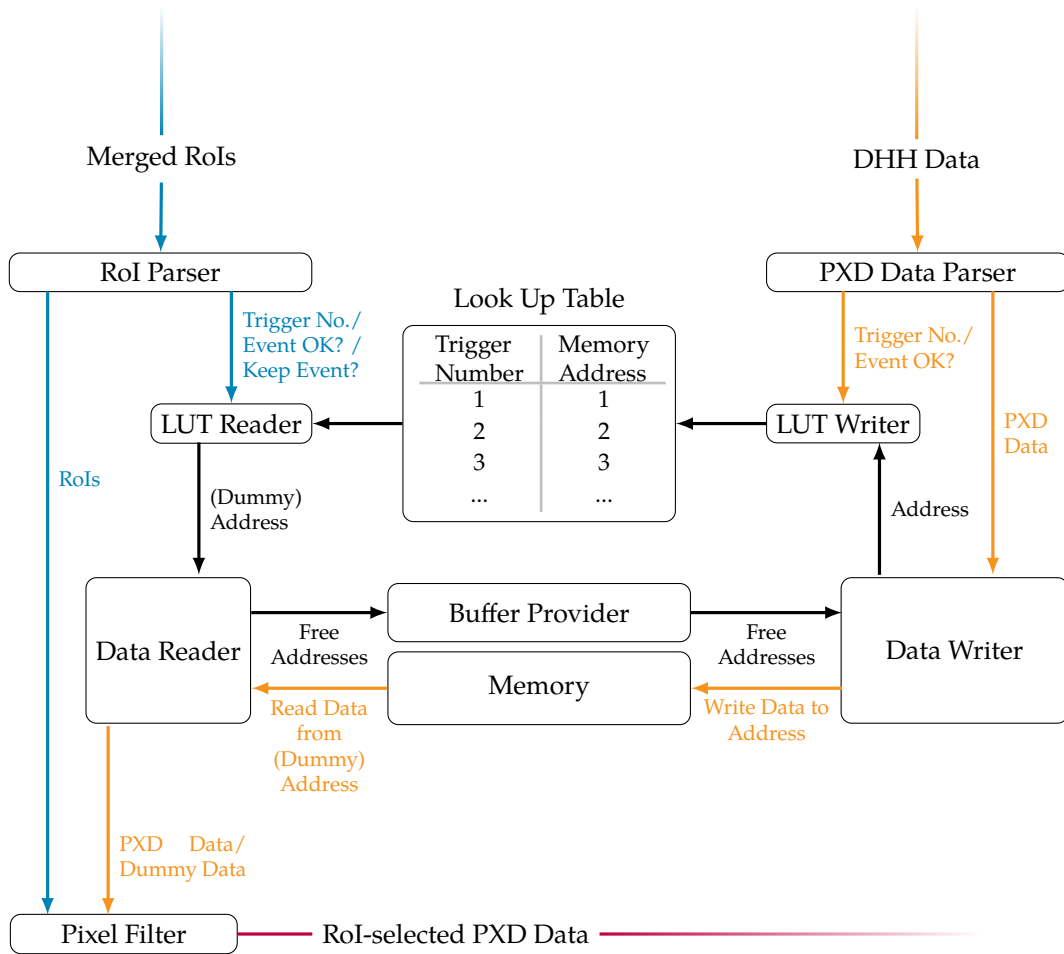 Merged RoIs
DHH Data
RoI Parser
PXD Data Parser
Trigger No./
Event OK? /
Keep Event?
Look Up Table
Trigger No./
Event OK?
Trigger
Number
Memory
Address
1 1
2 2
3 3
... ...
LUT Reader
LUT Writer
PXD
Data
RoIs
(Dummy)
Address
Address
Data Reader
Free
Addresses
Buffer Provider
Free
Addresses
Data Writer
Memory
Read Data
from
(Dummy)
Address
Write Data to
Address
PXD Data/
Dummy Data
Pixel Filter
RoI-selected PXD Data